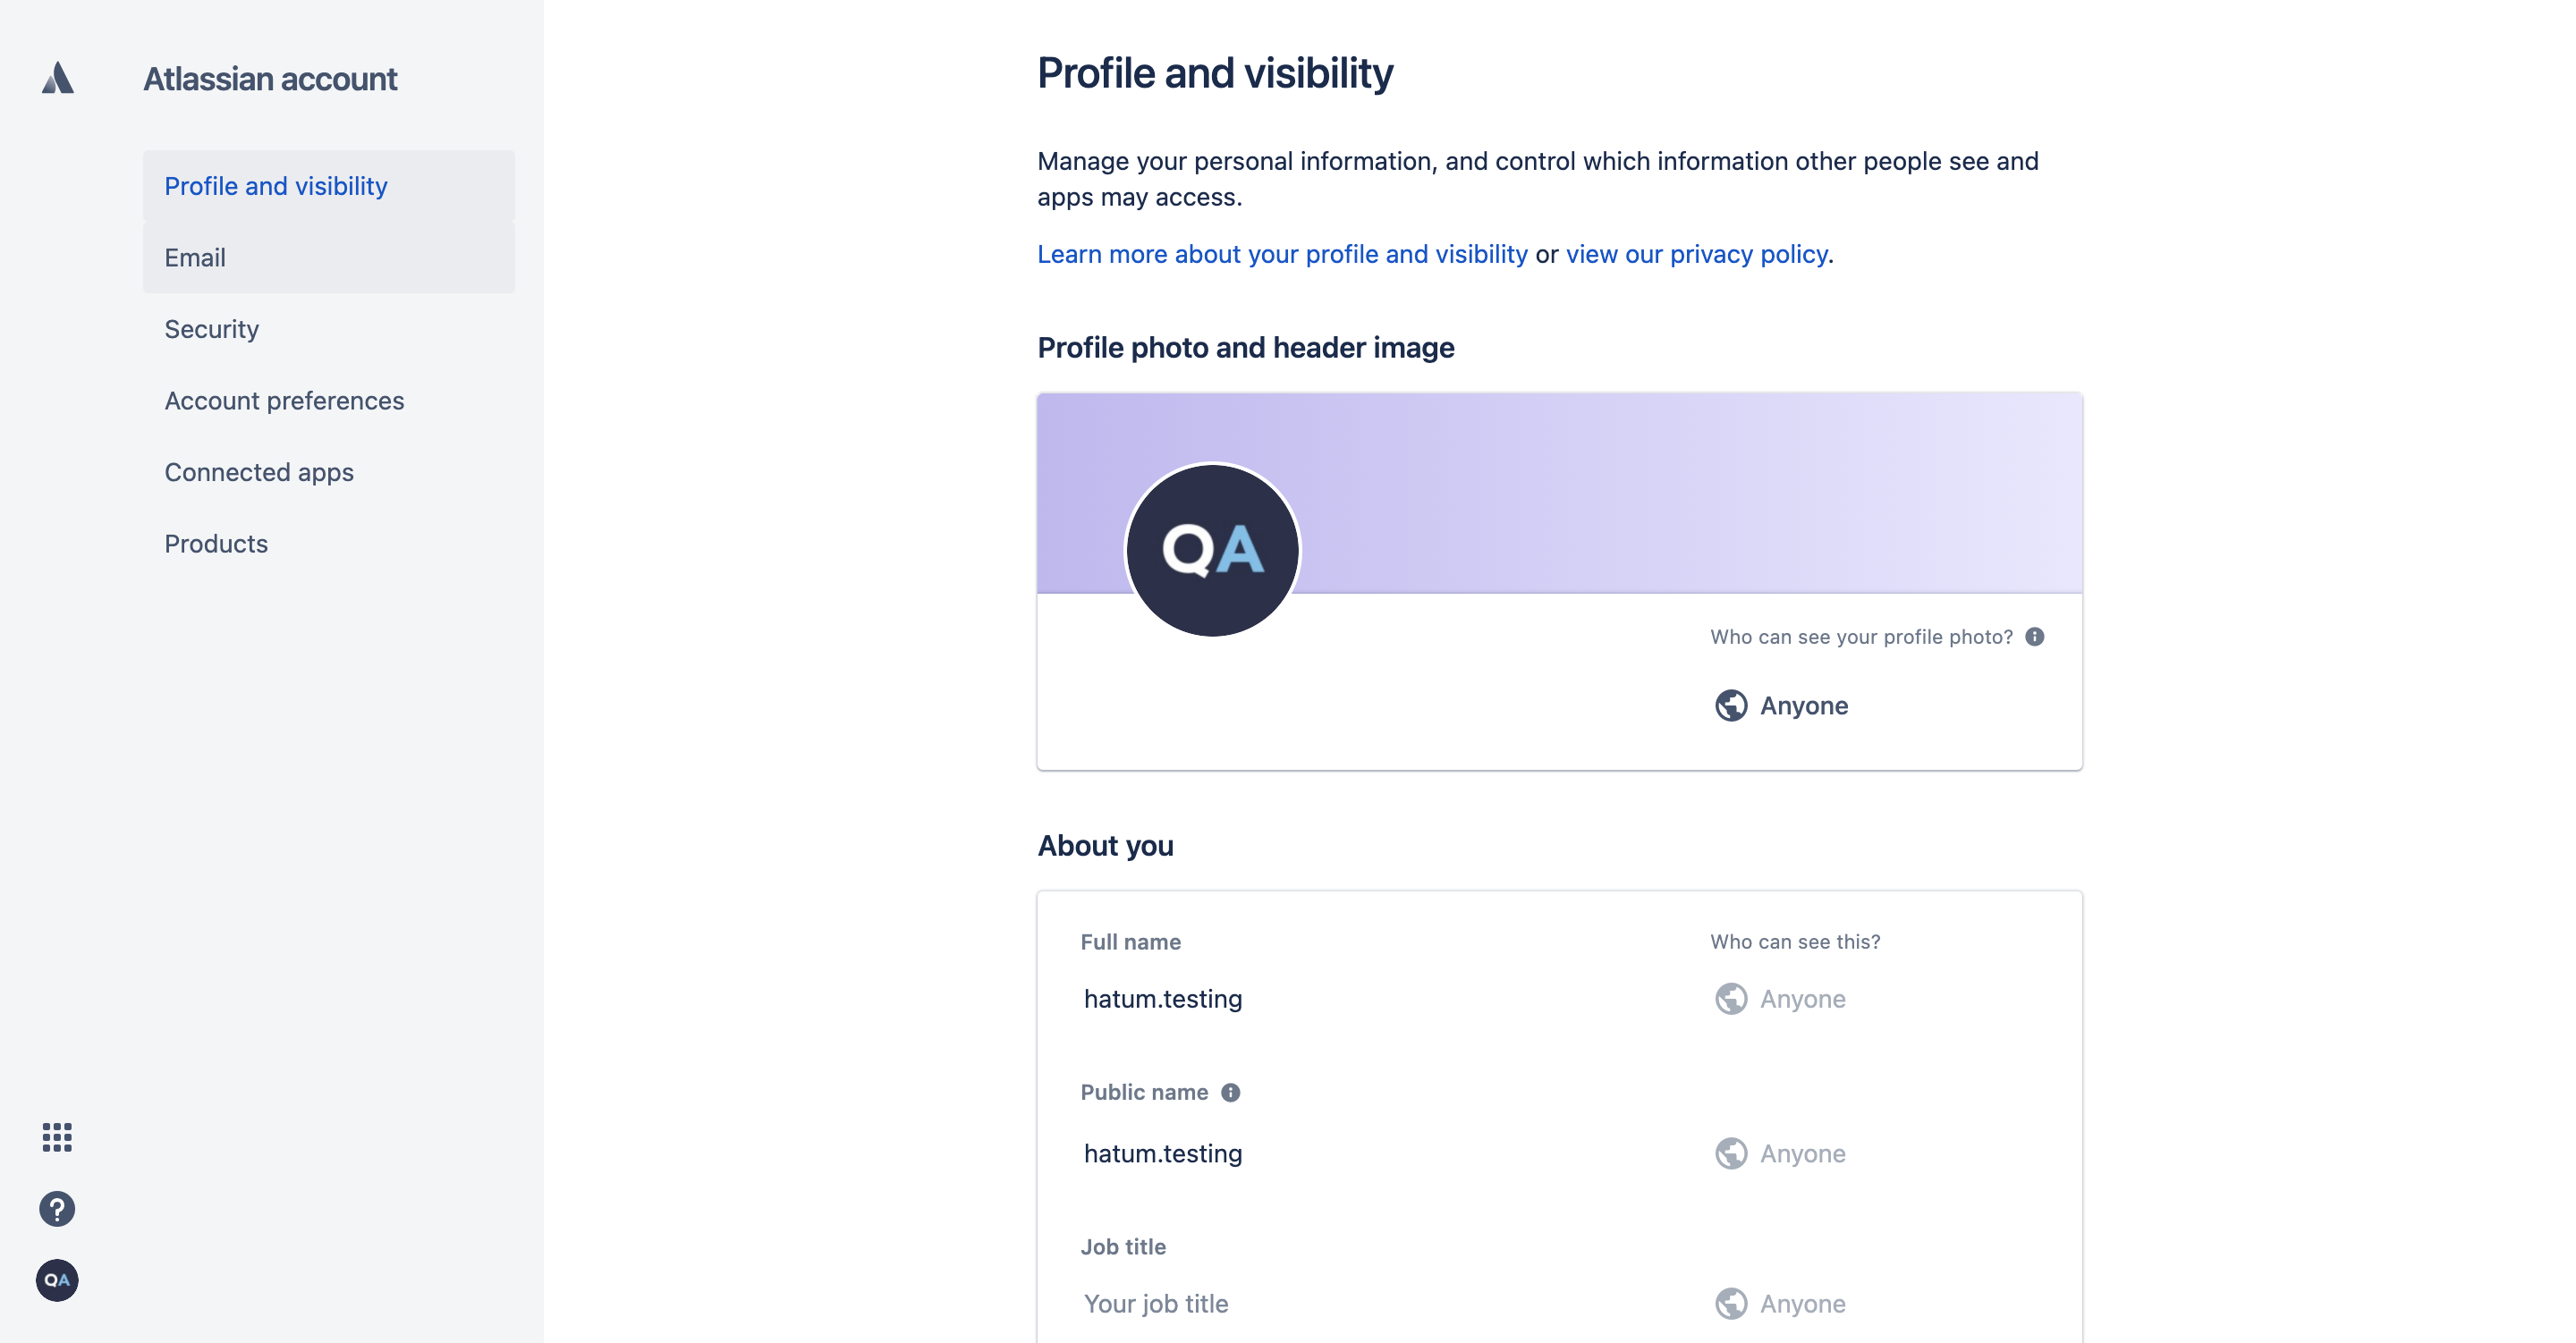 Atlassian account
Profile and visibility
Email
Security
Account preferences
Connected apps
Products
QA
Profile and visibility
Manage your personal information, and control which information other people see and
apps may access.
Learn more about your profile and visibility or view our privacy policy.
Profile photo and header image
QA
Who can see your profile photo?
Anyone
About you
Full name
Who can see this?
hatum.testing
Anyone
Public name
hatum.testing
Anyone
Job title
Your job title
Anyone